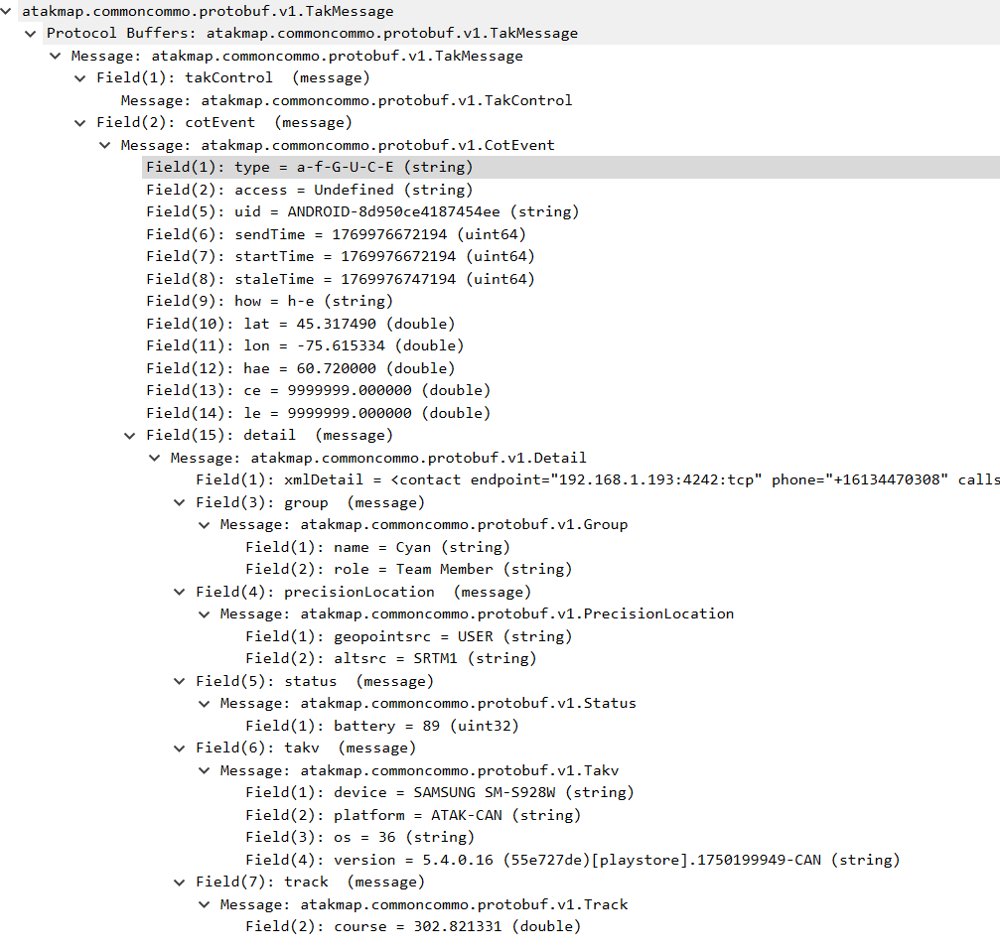 atakmap.commoncommo.protobuf.v1.TakMessage
Protocol Buffers: atakmap.commoncommo.protobuf.v1.TakMessage
Message: atakmap.commoncommo.protobuf.v1.TakMessage
Field(1): takControl  (message)
Message: atakmap.commoncommo.protobuf.v1.TakControl
Field(2): cotEvent  (message)
Message: atakmap.commoncommo.protobuf.v1.CotEvent
Field(1): type = a-f-G-U-C-E (string)
Field(2): access = Undefined (string)
Field(5): uid = ANDROID-8d950ce4187454ee (string)
Field(6): sendTime = 1769976672194 (uint64)
Field(7): startTime = 1769976672194 (uint64)
Field(8): staleTime = 1769976747194 (uint64)
Field(9): how = h-e (string)
Field(10): lat = 45.317490 (double)
Field(11): lon = -75.615334 (double)
Field(12): hae = 60.720000 (double)
Field(13): ce = 9999999.000000 (double)
Field(14): le = 9999999.000000 (double)
Field(15): detail  (message)
Message: atakmap.commoncommo.protobuf.v1.Detail
Field(1): xmlDetail = <contact endpoint="192.168.1.193:4242:tcp" phone="+16134470308" calls
Field(3): group  (message)
Message: atakmap.commoncommo.protobuf.v1.Group
Field(1): name = Cyan (string)
Field(2): role = Team Member (string)
Field(4): precisionLocation  (message)
Message: atakmap.commoncommo.protobuf.v1.PrecisionLocation
Field(1): geopointsrc = USER (string)
Field(2): altsrc = SRTM1 (string)
Field(5): status  (message)
Message: atakmap.commoncommo.protobuf.v1.Status
Field(1): battery = 89 (uint32)
Field(6): takv  (message)
Message: atakmap.commoncommo.protobuf.v1.Takv
Field(1): device = SAMSUNG SM-S928W (string)
Field(2): platform = ATAK-CAN (string)
Field(3): os = 36 (string)
Field(4): version = 5.4.0.16 (55e727de)[playstore].1750199949-CAN (string)
Field(7): track  (message)
Message: atakmap.commoncommo.protobuf.v1.Track
Field(2): course = 302.821331 (double)